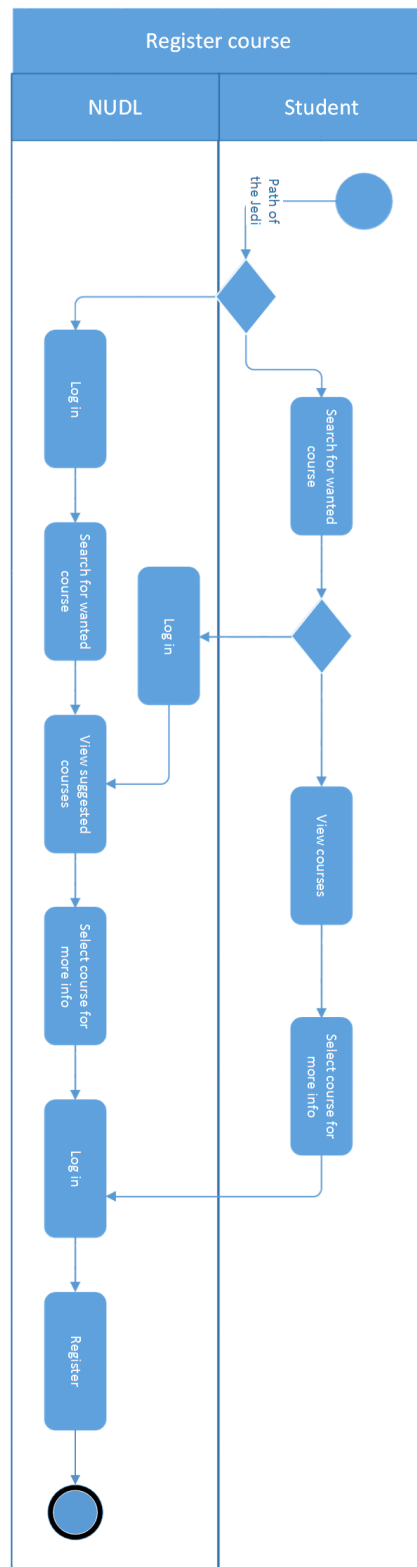 Register course
NUDL
Student
Path of
the Jedi
Log in
Search for wanted
course
Search for wanted
course
Log in
View suggested
courses
View courses
Select course for
more info
Select course for
more info
Log in
Register